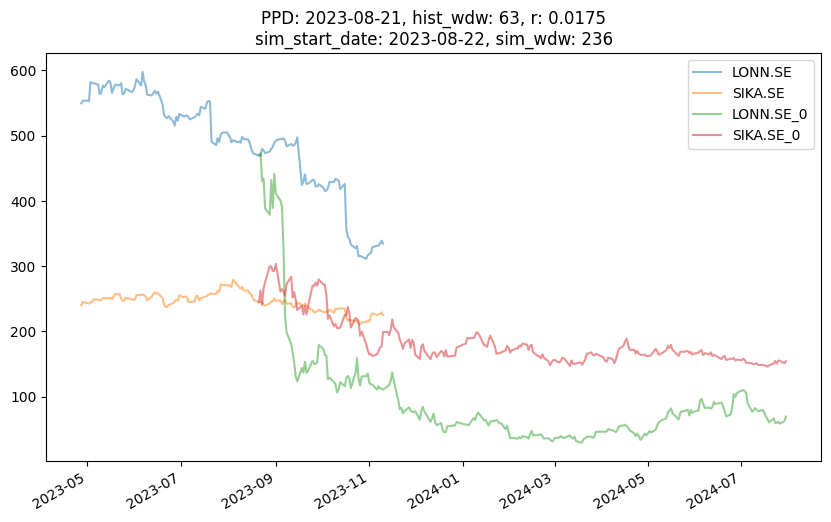 PPD: 2023-08-21, hist_wdw: 63, r: 0.0175
sim_start_date: 2023-08-22, sim_wdw: 236
LONN.SE
SIKA.SE
LONN.SE_0
SIKA.SE_0
600
500
400
300
200
100
2023-05
2023-07
2023-09
2023-11
2024-01
2024-03
2024-05
2024-07